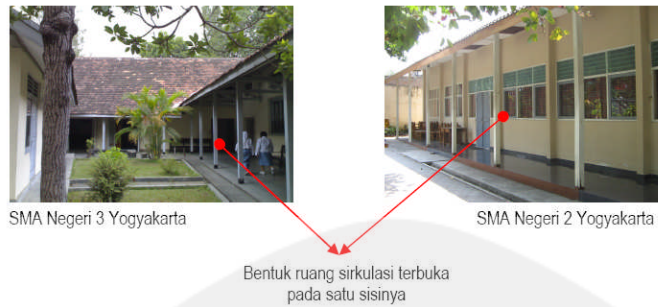 SMA Negeri 3 Yogyakarta
SMA Negeri 2 Yogyakarta
Bentuk ruang sirkulasi terbuka
pada satu sisinya